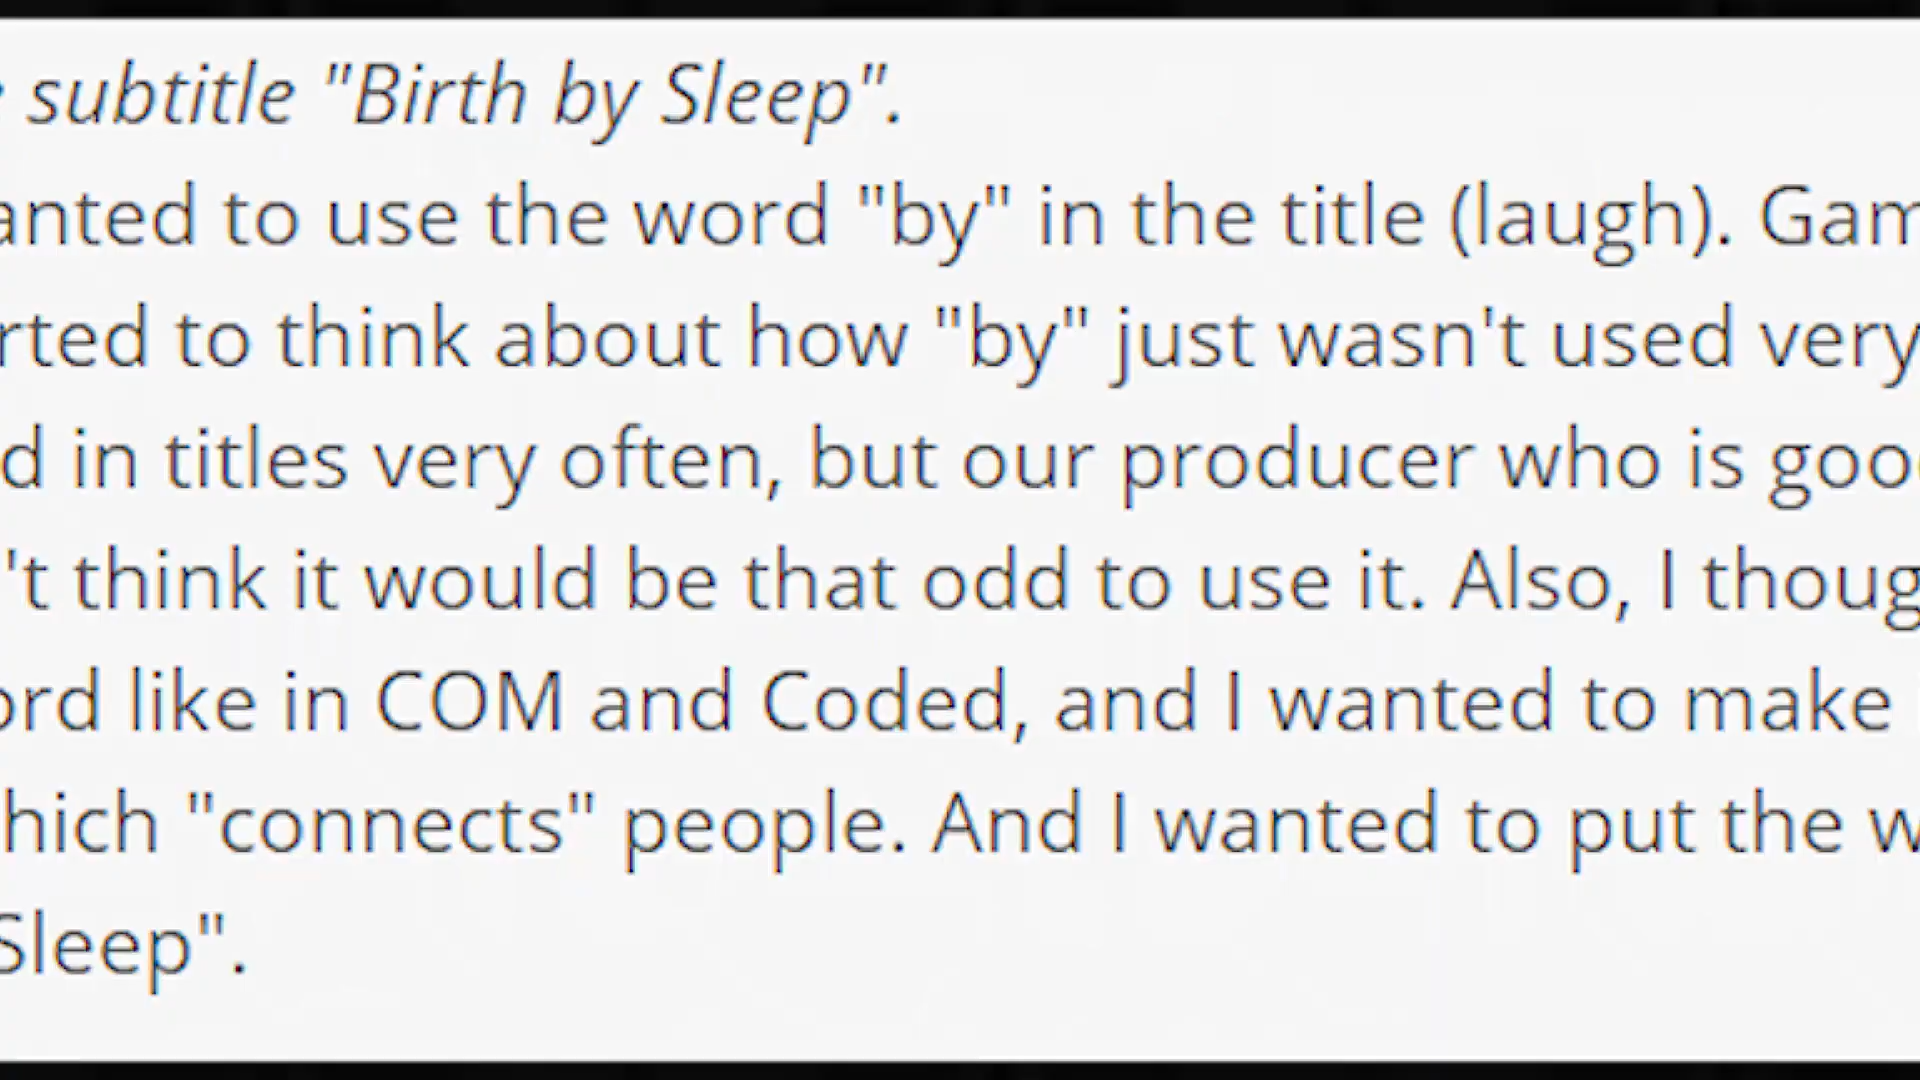 subtitle "Birth by Sleep".
anted to use the word "by" in the title (laugh). Gam
rted to think about how "by" just wasn't used very
d in titles very often, but our producer who is goo
't think it would be that odd to use it. Also, I thoug
ord like in COM and Coded, and I wanted to make
hich "connects" people. And I wanted to put the w
Sleep".